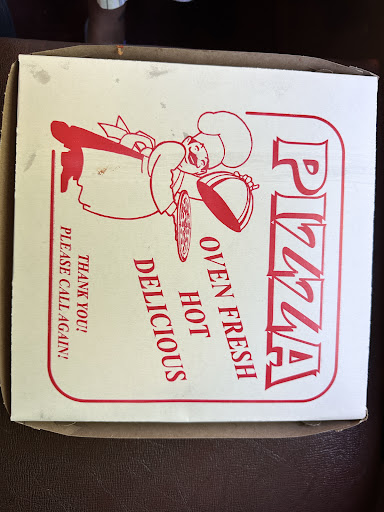 PIZZA
OVEN FRESH
HOT
DELICIOUS
THANK YOU!
PLEASE CALL AGAIN!